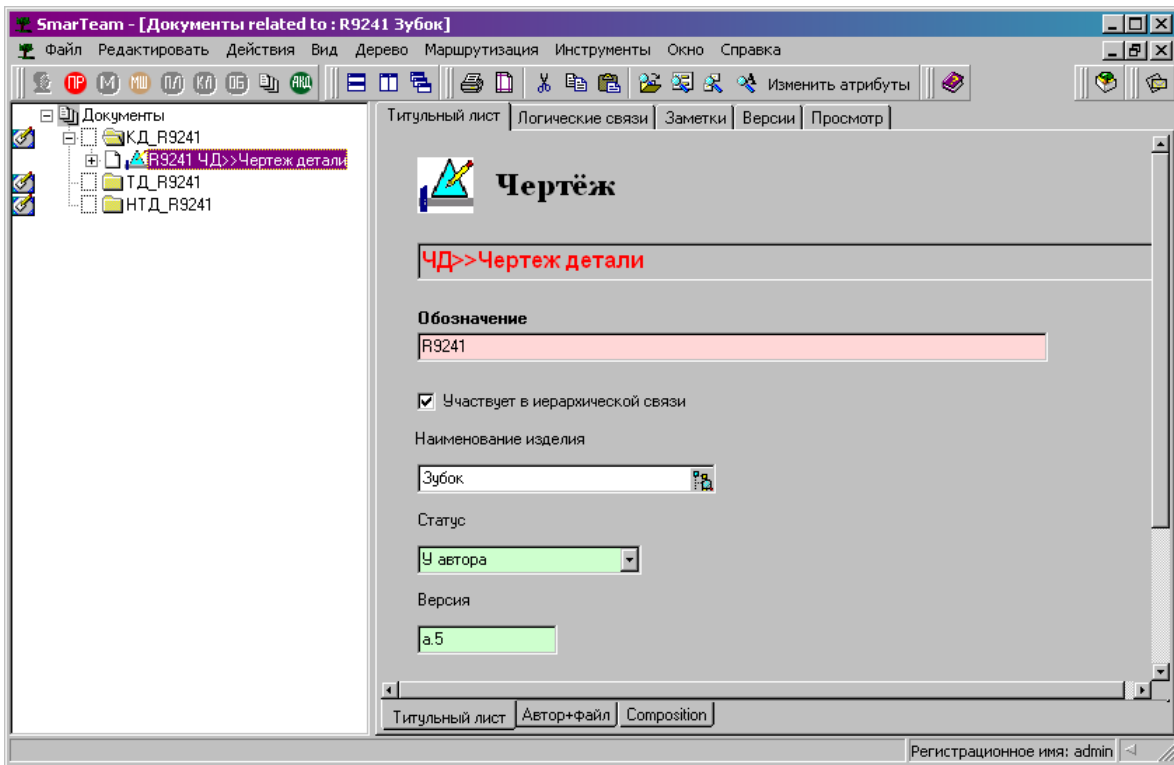 SmarTeam - [Документы related to : R9241 Зубок]
Файл Редактировать Действия Вид Дерево Маршрутизация Инструменты Окно Справка
ПР М МШ ПЛ КЛ ОБ Изменить атрибуты
Документы
КД_R9241
R9241 ЧД>>Чертеж детали
ТД_R9241
НТД_R9241
Титульный лист Логические связи Заметки Версии Просмотр
Чертёж
ЧД>>Чертеж детали
Обозначение
R9241
Участвует в иерархической связи
Наименование изделия
Зубок
Статус
У автора
Версия
a.5
Титульный лист Автор+файл Composition
Регистрационное имя: admin